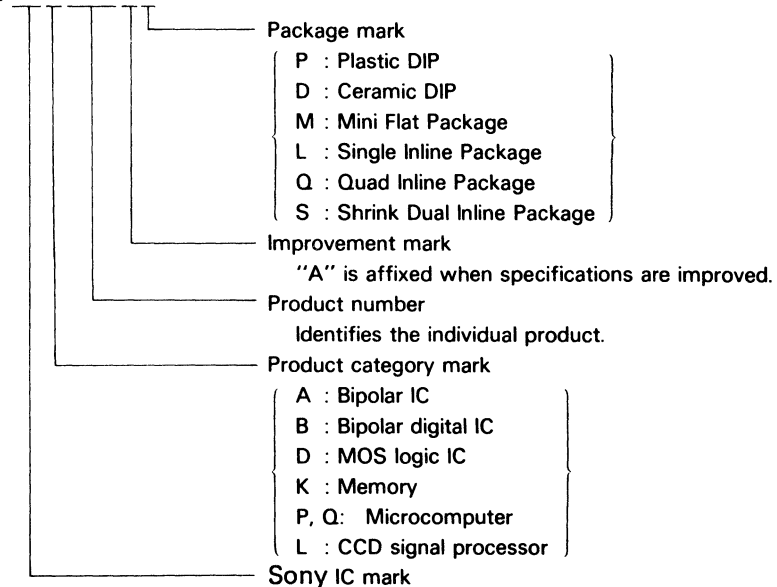 Package mark
P : Plastic DIP
D : Ceramic DIP
M : Mini Flat Package
L : Single Inline Package
Q : Quad Inline Package
S : Shrink Dual Inline Package
Improvement mark
"A" is affixed when specifications are improved.
Product number
Identifies the individual product.
Product category mark
A : Bipolar IC
B : Bipolar digital IC
D : MOS logic IC
K : Memory
P, Q: Microcomputer
L : CCD signal processor
Sony IC mark